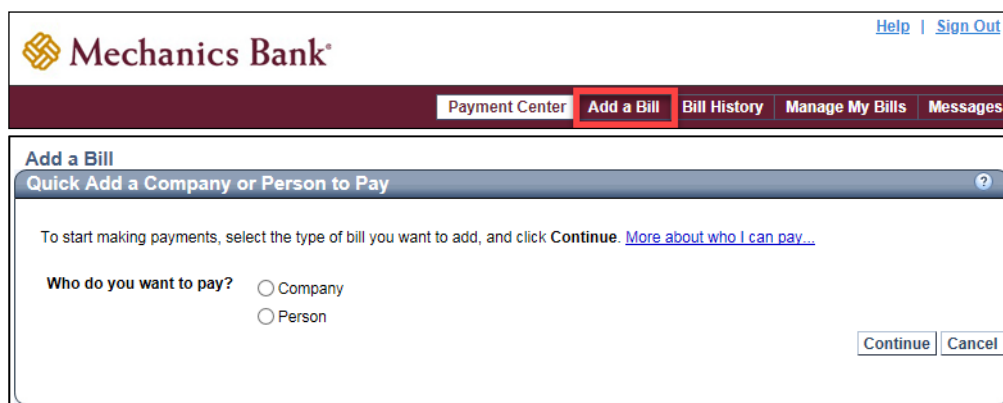 Help | Sign Out
Mechanics Bank®
Payment Center Add a Bill Bill History Manage My Bills Messages
Add a Bill
Quick Add a Company or Person to Pay ?
To start making payments, select the type of bill you want to add, and click Continue. More about who I can pay...
Who do you want to pay? Company
Person
Continue Cancel